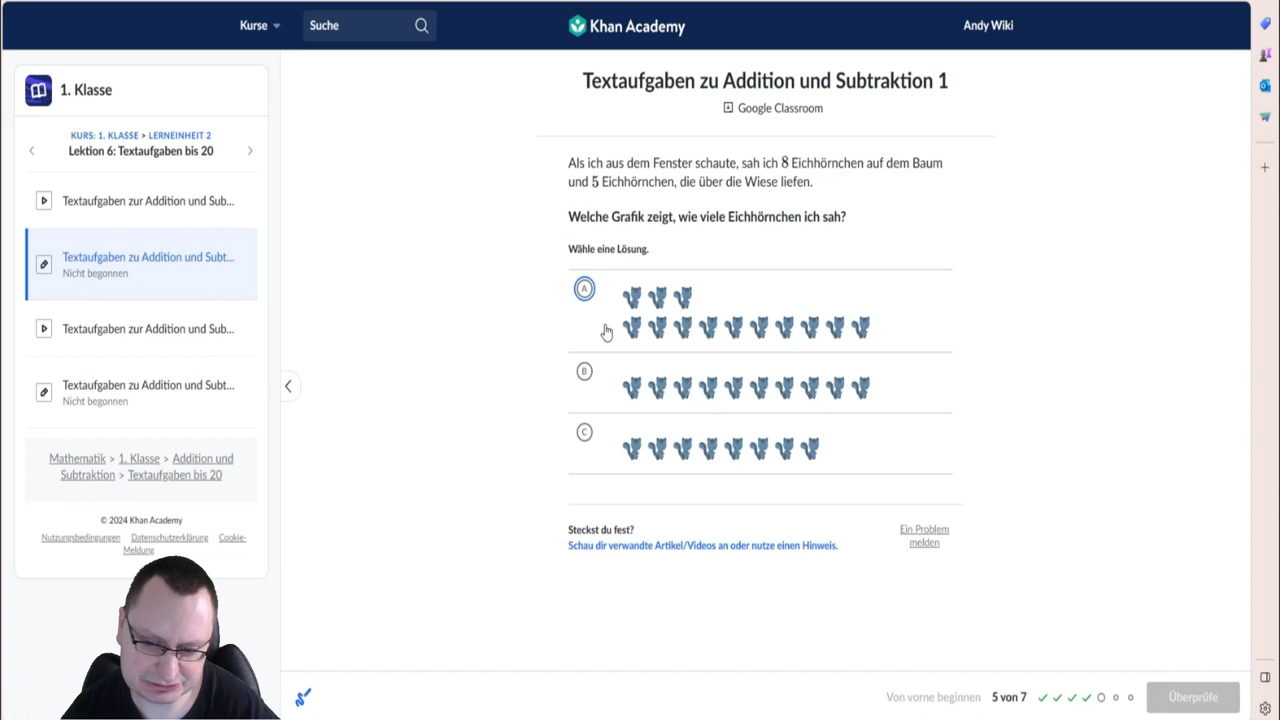 Kurse
Suche
Khan Academy
Andy Wiki
1. Klasse
KURS: 1. KLASSE > LERNEINHEIT 2
Lektion 6: Textaufgaben bis 20
Textaufgaben zur Addition und Sub...
Textaufgaben zu Addition und Subt...
Nicht begonnen
Textaufgaben zur Addition und Sub...
Textaufgaben zu Addition und Subt...
Nicht begonnen
Mathematik > 1. Klasse > Addition und
Subtraktion > Textaufgaben bis 20
© 2024 Khan Academy
Nutzungsbedingungen Datenschutzerklärung Cookie-
Meldung
Textaufgaben zu Addition und Subtraktion 1
Google Classroom
Als ich aus dem Fenster schaute, sah ich 8 Eichhörnchen auf dem Baum
und 5 Eichhörnchen, die über die Wiese liefen.
Welche Grafik zeigt, wie viele Eichhörnchen ich sah?
Wähle eine Lösung.
A
B
C
Steckst du fest?
Schau dir verwandte Artikel/Videos an oder nutze einen Hinweis.
Ein Problem
melden
Von vorne beginnen
5 von 7
Überprüfe